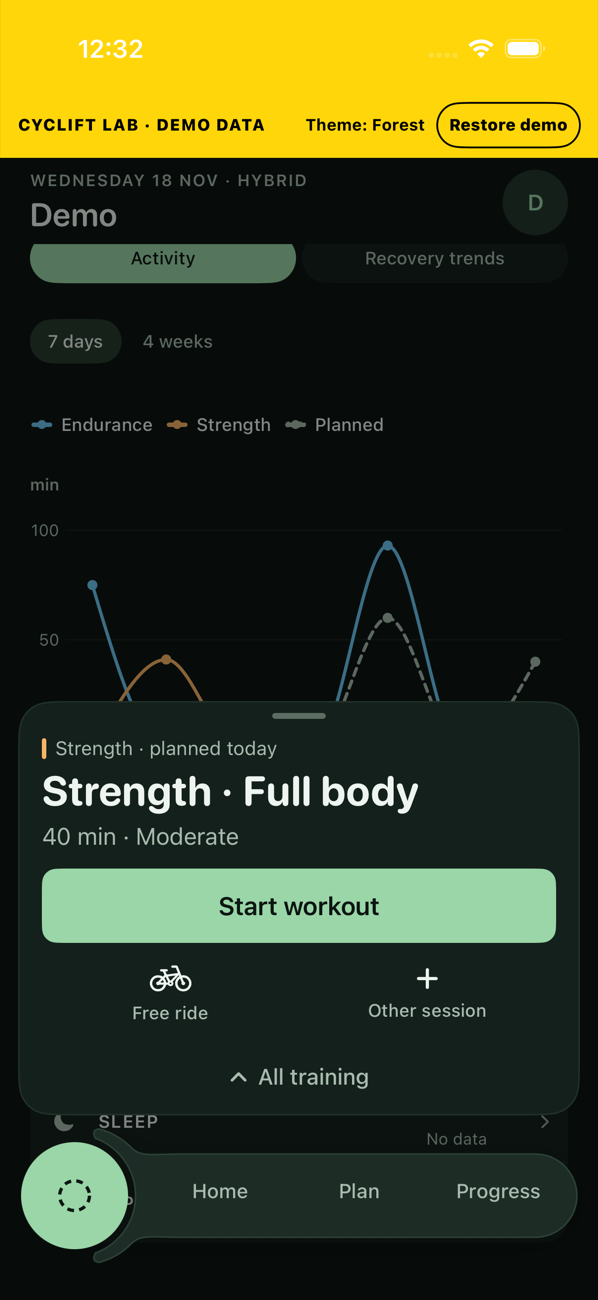 12:32
CYCLIFT LAB · DEMO DATA
Theme: Forest
Restore demo
WEDNESDAY 18 NOV · HYBRID
Demo
D
Activity
Recovery trends
7 days
4 weeks
Endurance
Strength
Planned
min
100
50
Strength · planned today
Strength · Full body
40 min · Moderate
Start workout
Free ride
Other session
All training
SLEEP
No data
Home
Plan
Progress